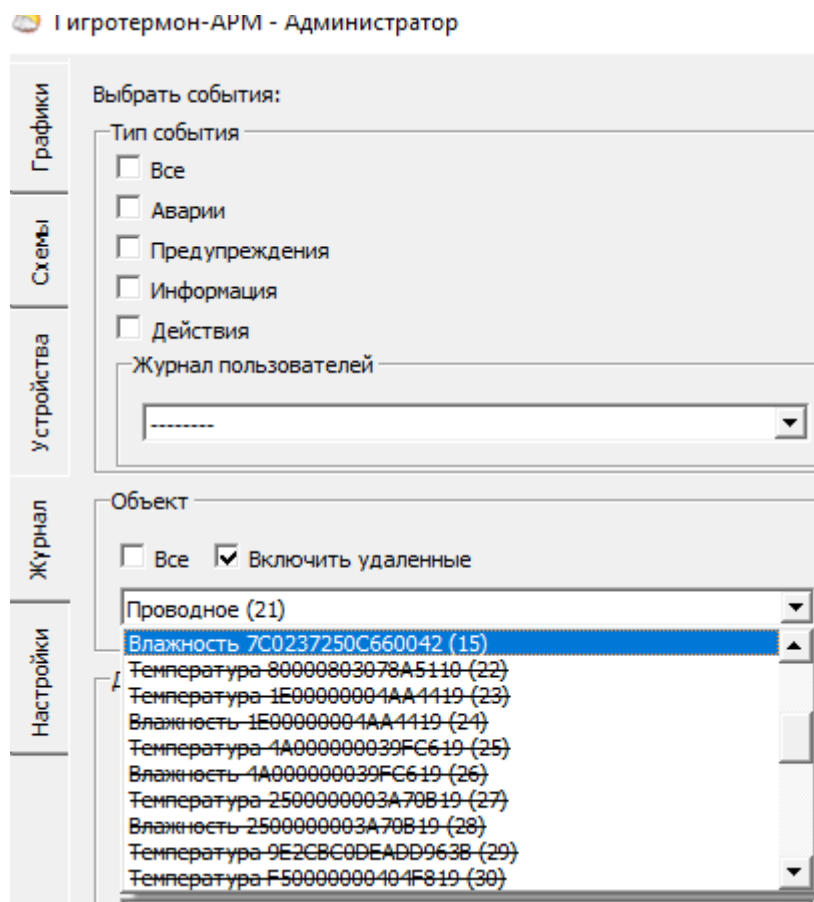 Гигротермон-АРМ - Администратор
Графики
Схемы
Устройства
Журнал
Настройки
Выбрать события:
Тип события
Все
Аварии
Предупреждения
Информация
Действия
Журнал пользователей
--------
Объект
Все Включить удаленные
Проводное (21)
Влажность 7C0237250C660042 (15)
Температура 80000803078A5110 (22)
Температура 1E00000004AA4419 (23)
Влажность 1E00000004AA4419 (24)
Температура 4A000000039FC619 (25)
Влажность 4A000000039FC619 (26)
Температура 2500000003A70B19 (27)
Влажность 2500000003A70B19 (28)
Температура 9E2CBC0DEADD963B (29)
Температура F50000000404F819 (30)